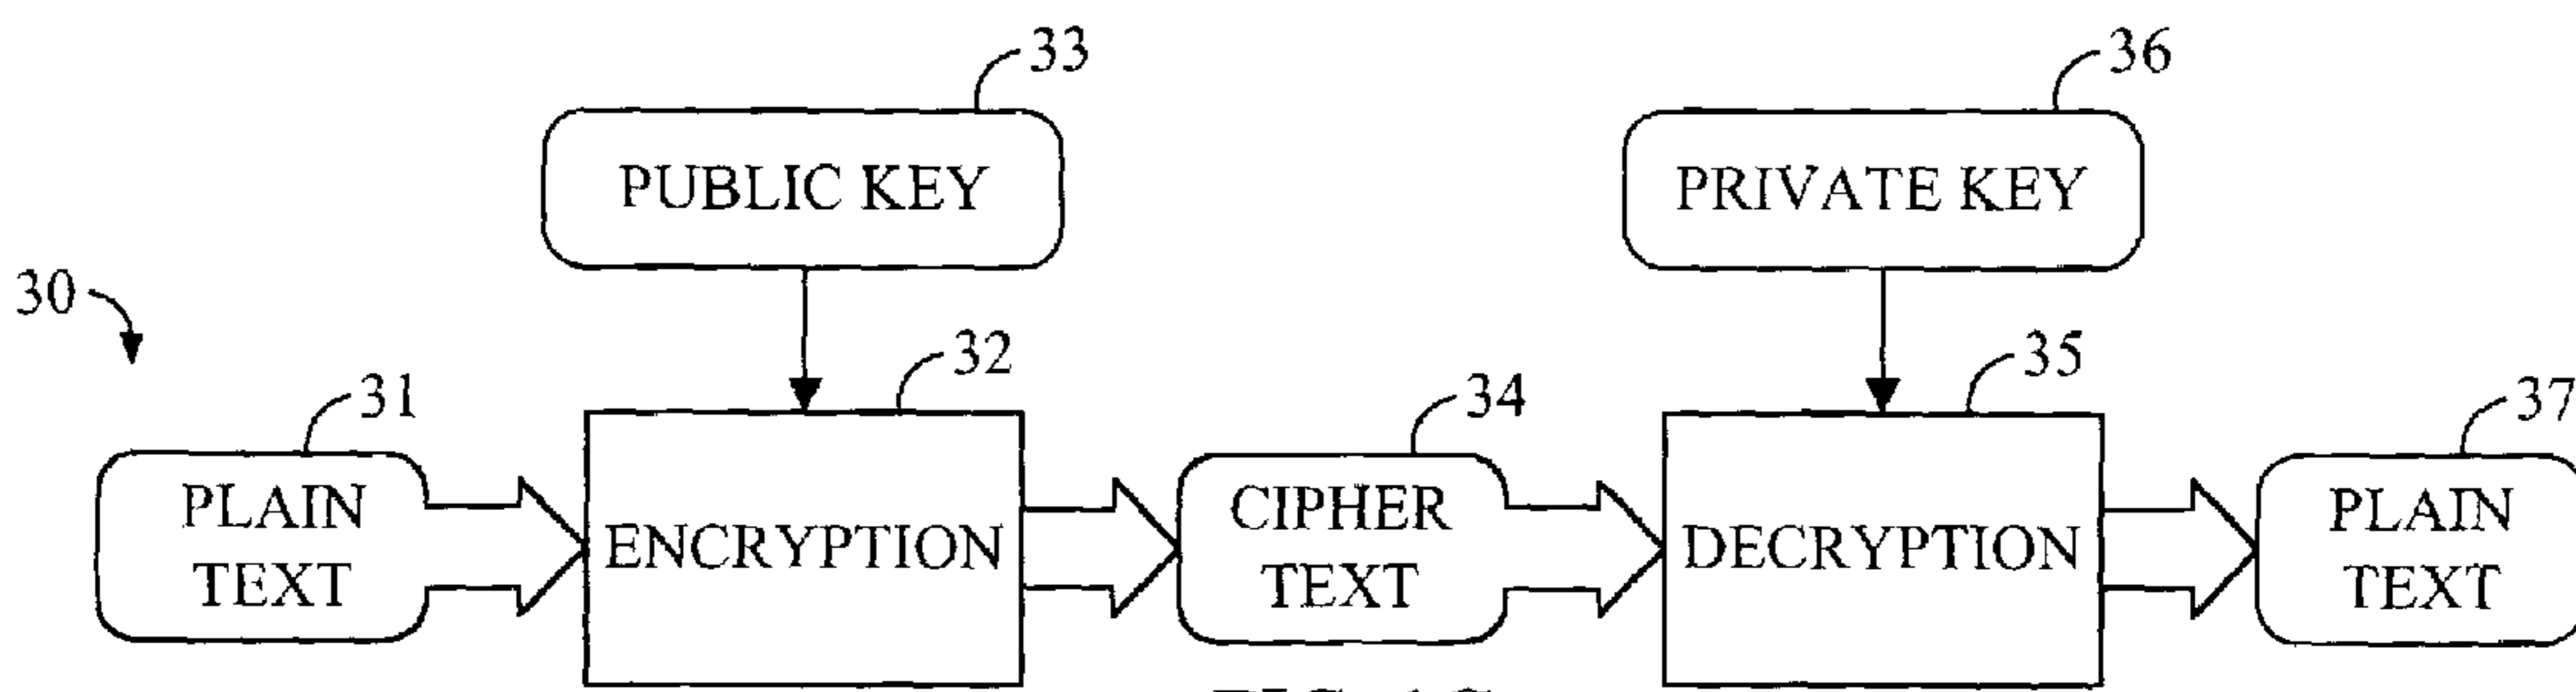 33
36
PUBLIC KEY
PRIVATE KEY
30
32
35
31
34
37
PLAIN
TEXT
ENCRYPTION
CIPHER
TEXT
DECRYPTION
PLAIN
TEXT